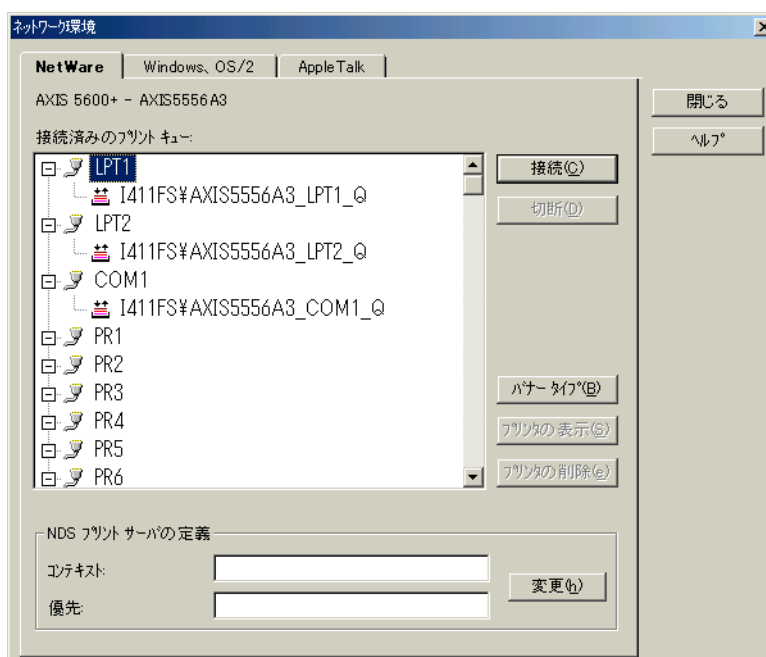 ネットワーク環境
NetWare
Windows、OS/2
AppleTalk
AXIS 5600+ - AXIS5556A3
閉じる
ヘルプ
接続済みのプリント キュー:
LPT1
I411FS¥AXIS5556A3_LPT1_Q
LPT2
I411FS¥AXIS5556A3_LPT2_Q
COM1
I411FS¥AXIS5556A3_COM1_Q
PR1
PR2
PR3
PR4
PR5
PR6
接続(C)
切断(D)
バナー タイプ(B)
プリンタの表示(S)
プリンタの削除(e)
NDS プリント サーバの定義
コンテキスト:
優先:
変更(h)